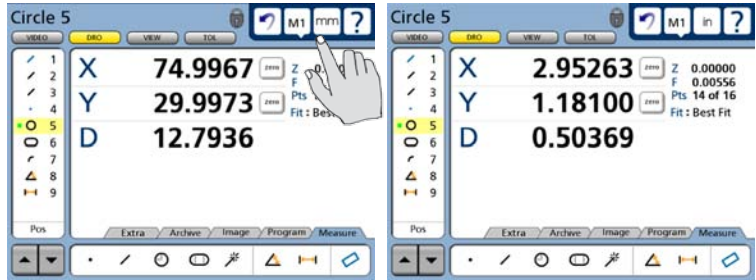 Circle 5
M1 mm ?
VIDEO DRO VIEW TOL
1
2
3
4
5
6
7
8
9
Pos
X 74.9967 zero Z
Y 29.9973 zero F
Pts
Fit :
D 12.7936
Extra Archive Image Program Measure
Circle 5
M1 in ?
VIDEO DRO VIEW TOL
1
2
3
4
5
6
7
8
9
Pos
X 2.95263 zero Z 0.00000
F 0.00556
Y 1.18100 zero Pts 14 of 16
Fit : Best Fit
D 0.50369
Extra Archive Image Program Measure